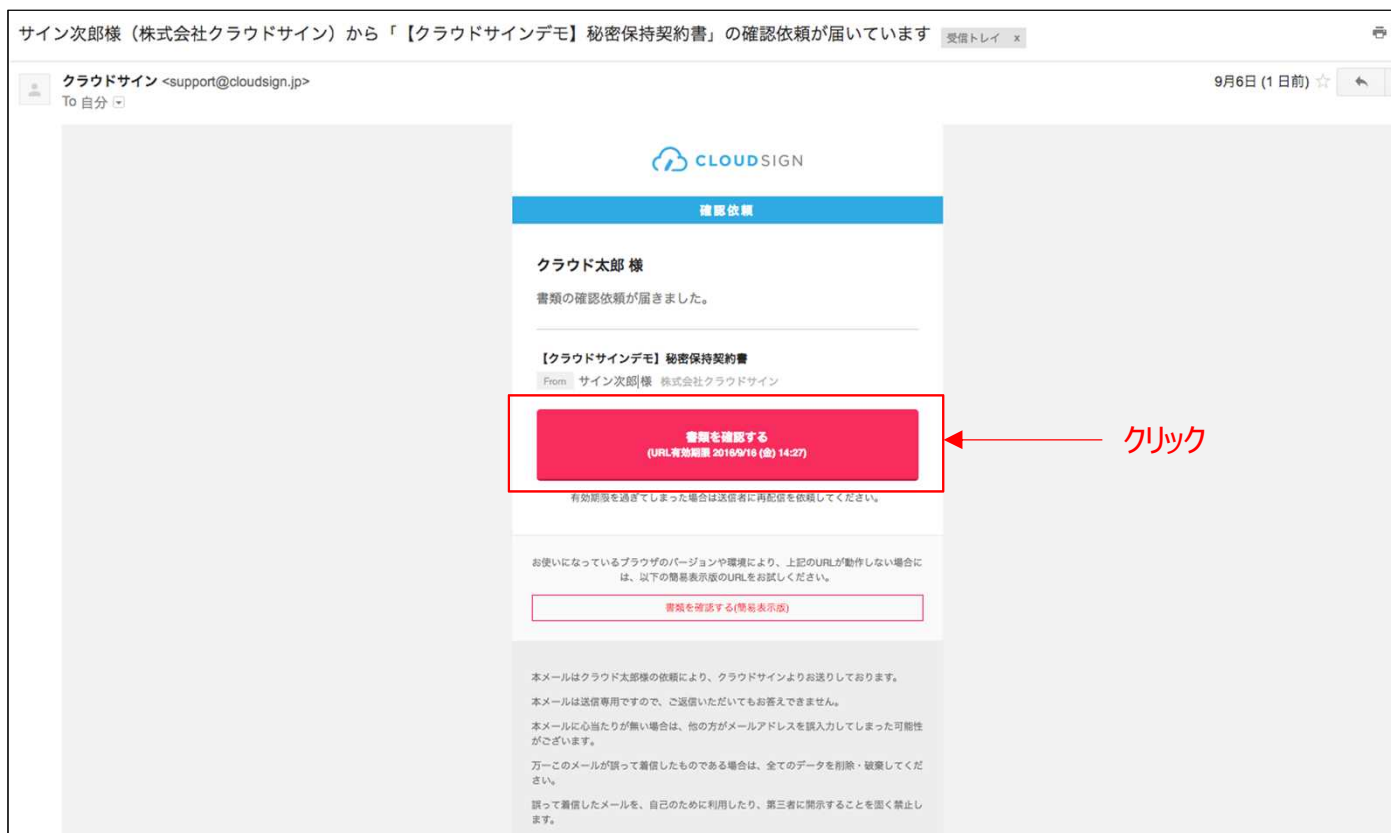 サイン次郎様（株式会社クラウドサイン）から「【クラウドサインデモ】秘密保持契約書」の確認依頼が届いています 受信トレイ x
クラウドサイン <support@cloudsign.jp> 9月6日 (1 日前)
To 自分
CLOUDSIGN
確認依頼
クラウド太郎 様
書類の確認依頼が届きました。
【クラウドサインデモ】秘密保持契約書
From サイン次郎様 株式会社クラウドサイン
書類を確認する
(URL有効期限 2016/9/16 (金) 14:27)
クリック
有効期限を過ぎてしまった場合は送信者に再配信を依頼してください。
お使いになっているブラウザのバージョンや環境により、上記のURLが動作しない場合に
は、以下の簡易表示版のURLをお試しください。
書類を確認する(簡易表示版)
本メールはクラウド太郎様の依頼により、クラウドサインよりお送りしております。
本メールは送信専用ですので、ご返信いただいてもお答えできません。
本メールに心当たりが無い場合は、他の方がメールアドレスを誤入力してしまった可能性
がございます。
万一このメールが誤って着信したものである場合は、全てのデータを削除・破棄してくだ
さい。
誤って着信したメールを、自己のために利用したり、第三者に開示することを固く禁止し
ます。